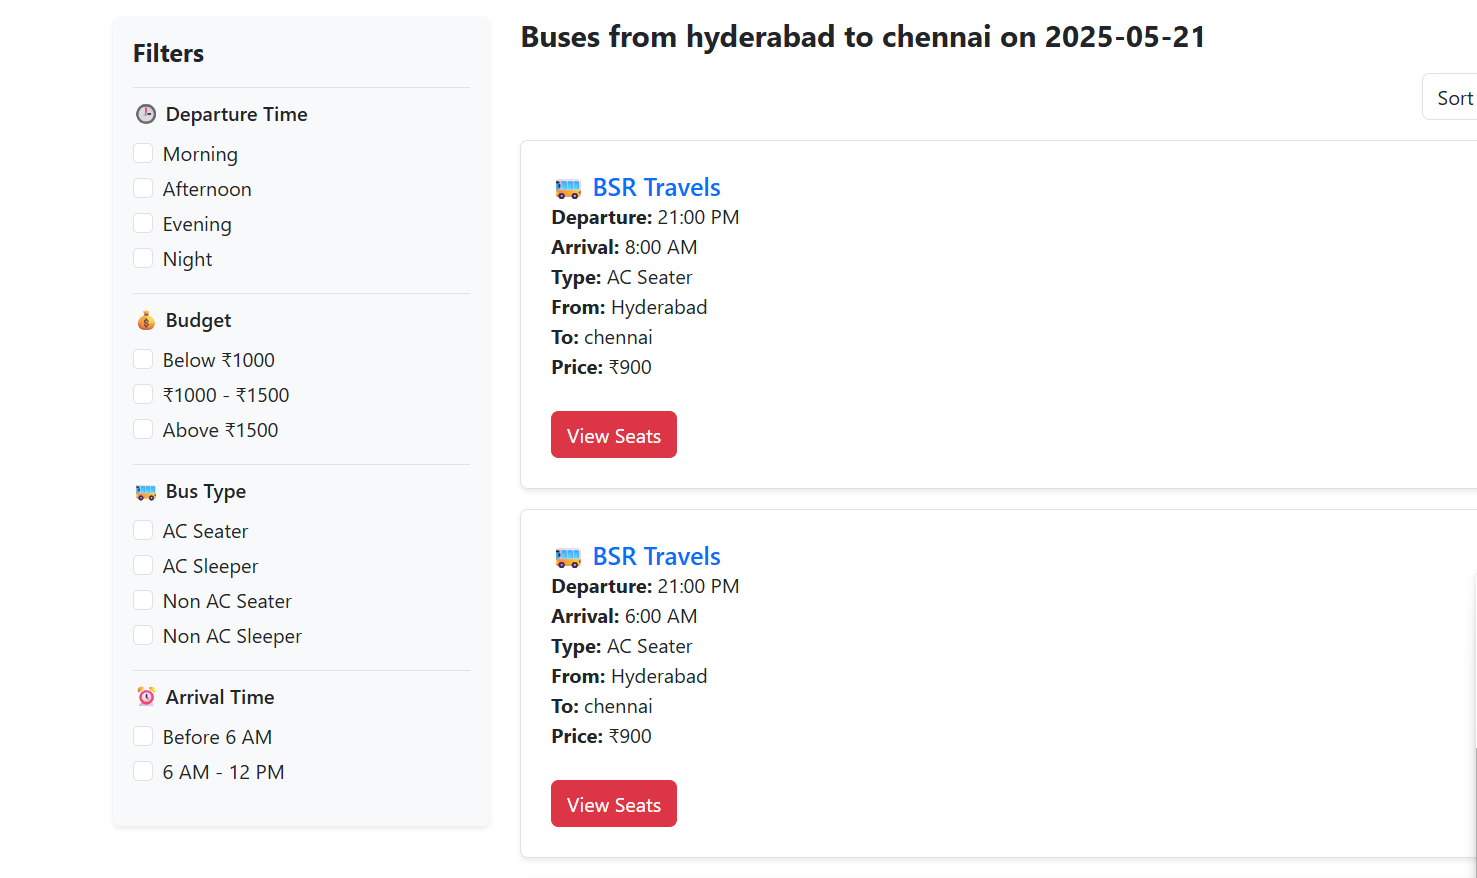 Filters
Departure Time
Morning
Afternoon
Evening
Night
Budget
Below ₹1000
₹1000 - ₹1500
Above ₹1500
Bus Type
AC Seater
AC Sleeper
Non AC Seater
Non AC Sleeper
Arrival Time
Before 6 AM
6 AM - 12 PM
Buses from hyderabad to chennai on 2025-05-21
Sort
BSR Travels
Departure: 21:00 PM
Arrival: 8:00 AM
Type: AC Seater
From: Hyderabad
To: chennai
Price: ₹900
View Seats
BSR Travels
Departure: 21:00 PM
Arrival: 6:00 AM
Type: AC Seater
From: Hyderabad
To: chennai
Price: ₹900
View Seats